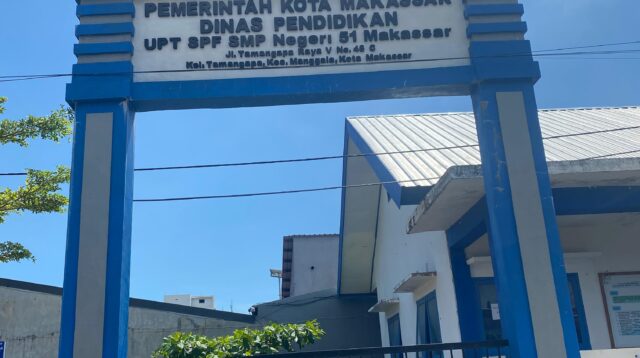 PEMERINTAH KOTA MAKASSAR
DINAS PENDIDIKAN
UPT SPF SMP Negeri 51 Makassar
Jl. Tamangapa Raya V No. 48 C
Kel. Tamangapa, Kec. Manggala, Kota Makassar